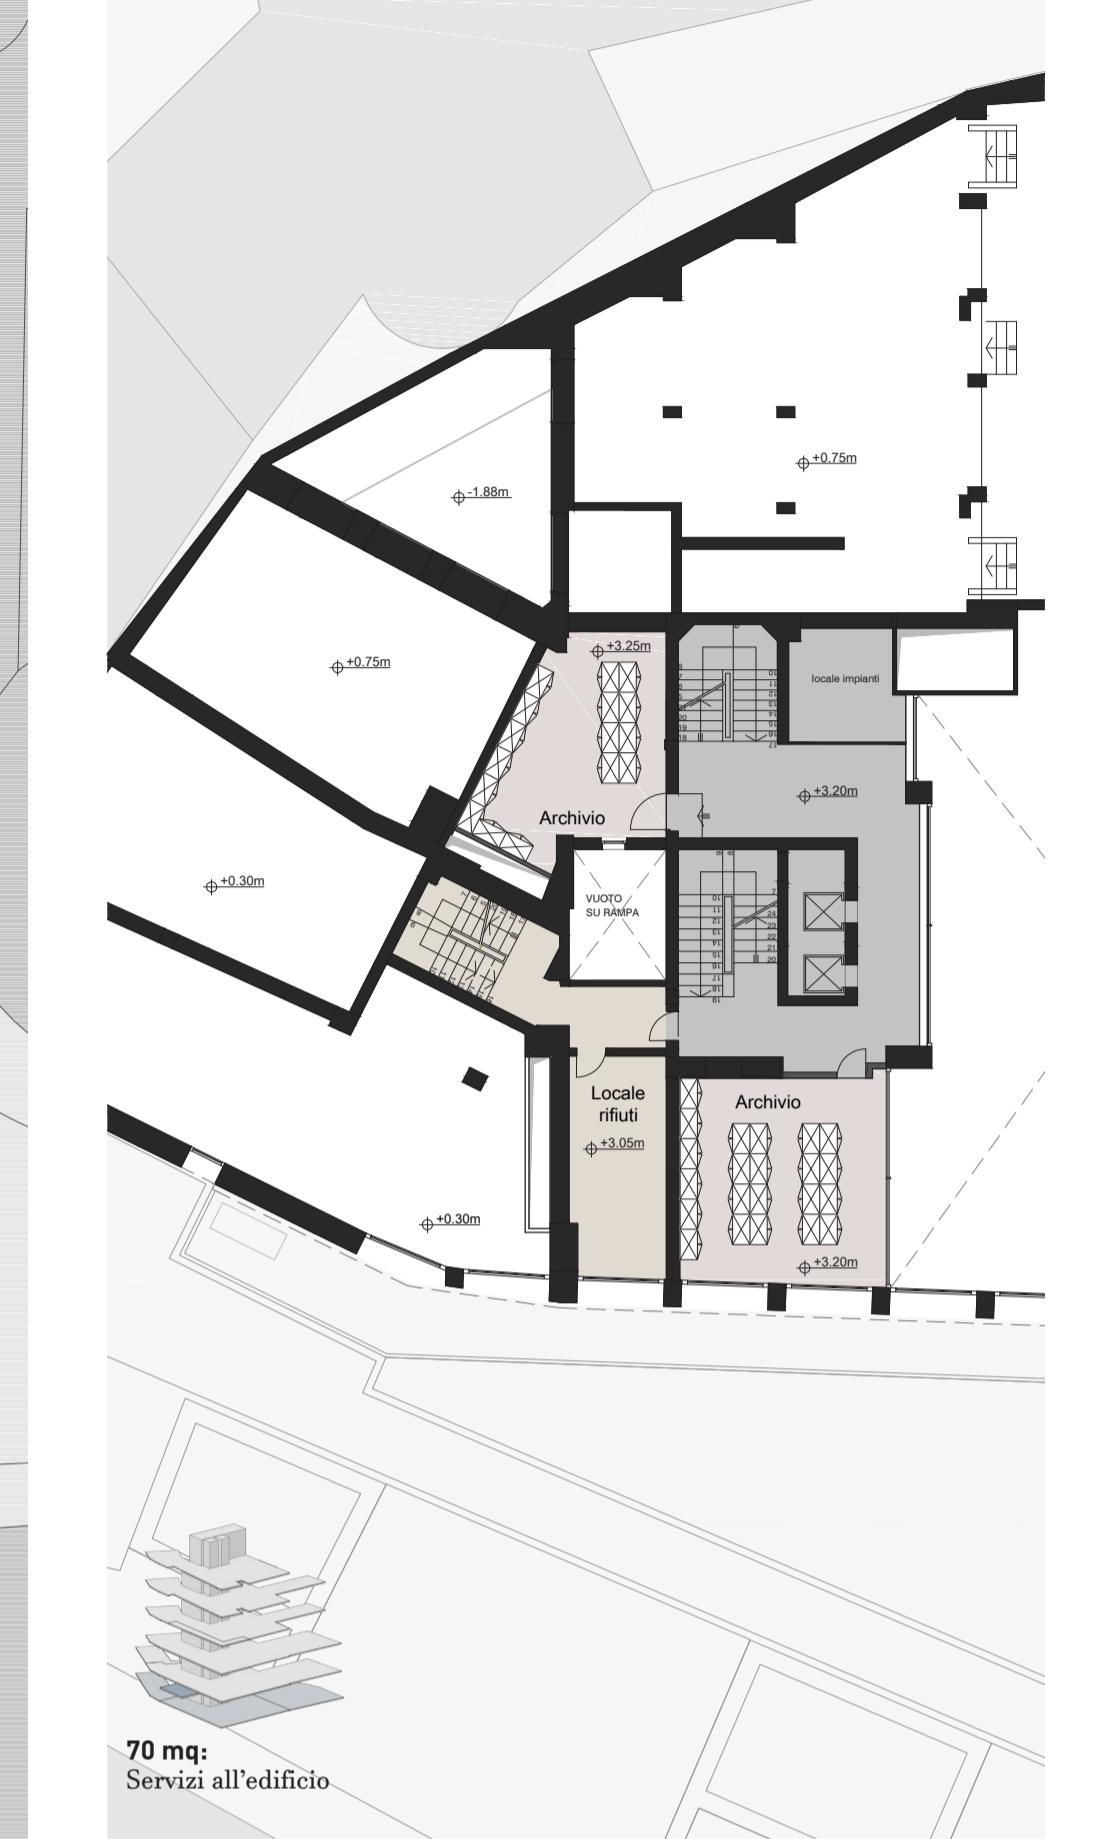 +0.75m
-1.88m
+3.25m
+0.75m
locale impianti
+3.20m
Archivio
+0.30m
VUOTO
SU RAMPA
Locale
rifiuti
+3.05m
Archivio
+0.30m
+3.20m
70 mq:
Servizi all'edificio